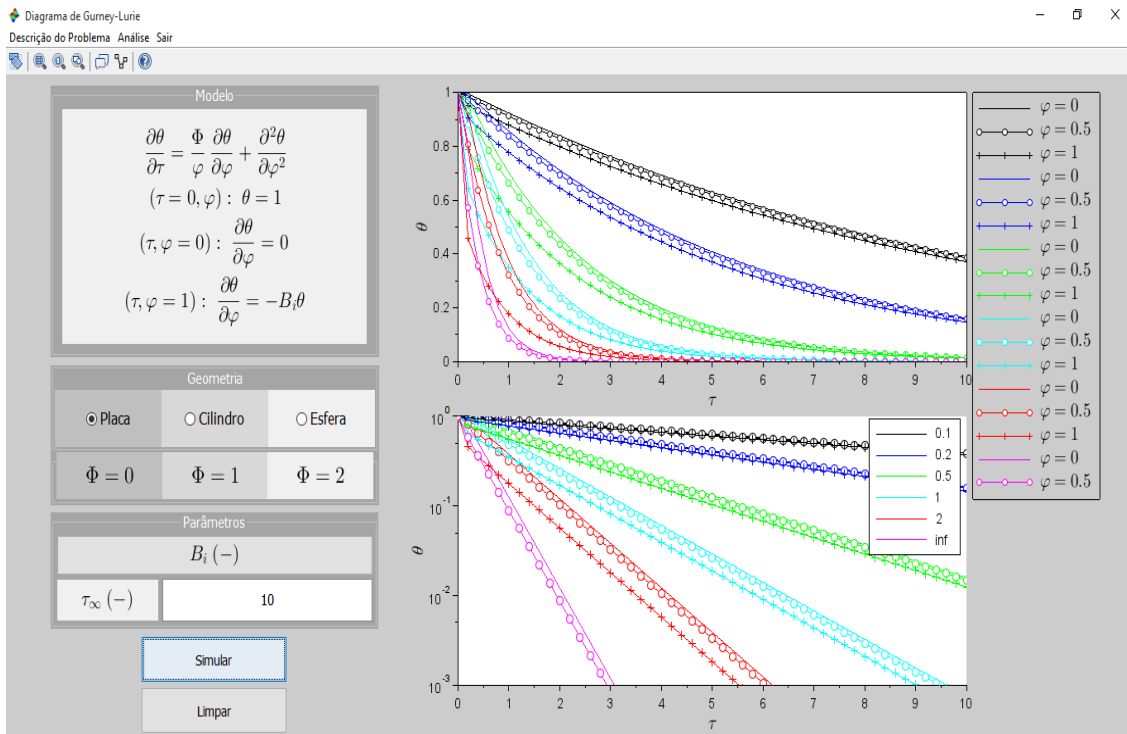 Diagrama de Gurney-Lurie
Descrição do Problema Análise Sair
Modelo
∂θ/∂τ = Φ/φ ∂θ/∂φ + ∂²θ/∂φ²
(τ = 0, φ) : θ = 1
(τ, φ = 0) : ∂θ/∂φ = 0
(τ, φ = 1) : ∂θ/∂φ = −Biθ
Geometria
Placa Cilindro Esfera
Φ = 0 Φ = 1 Φ = 2
Parâmetros
Bi (−)
τ∞ (−) 10
Simular
Limpar
1
0.8
0.6
0.4
0.2
0
θ
0 1 2 3 4 5 6 7 8 9 10
τ
φ = 0
φ = 0.5
φ = 1
φ = 0
φ = 0.5
φ = 1
φ = 0
φ = 0.5
φ = 1
φ = 0
φ = 0.5
φ = 1
φ = 0
φ = 0.5
φ = 1
φ = 0
φ = 0.5
10⁰
10⁻¹
10⁻²
10⁻³
θ
0.1
0.2
0.5
1
2
inf
0 1 2 3 4 5 6 7 8 9 10
τ